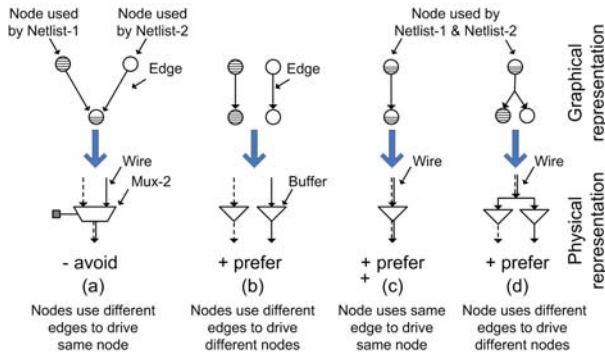 Node used
by Netlist-1
Node used
by Netlist-2
Node used by
Netlist-1 & Netlist-2
Edge
Edge
Graphical
representation
Wire
Mux-2
Buffer
Wire
Wire
Physical
representation
- avoid
+ prefer
+ prefer
+
+ prefer
(a)
(b)
(c)
(d)
Nodes use different
edges to drive
same node
Nodes use different
edges to drive
different nodes
Node uses same
edge to drive
same node
Node uses different
edges to drive
different nodes